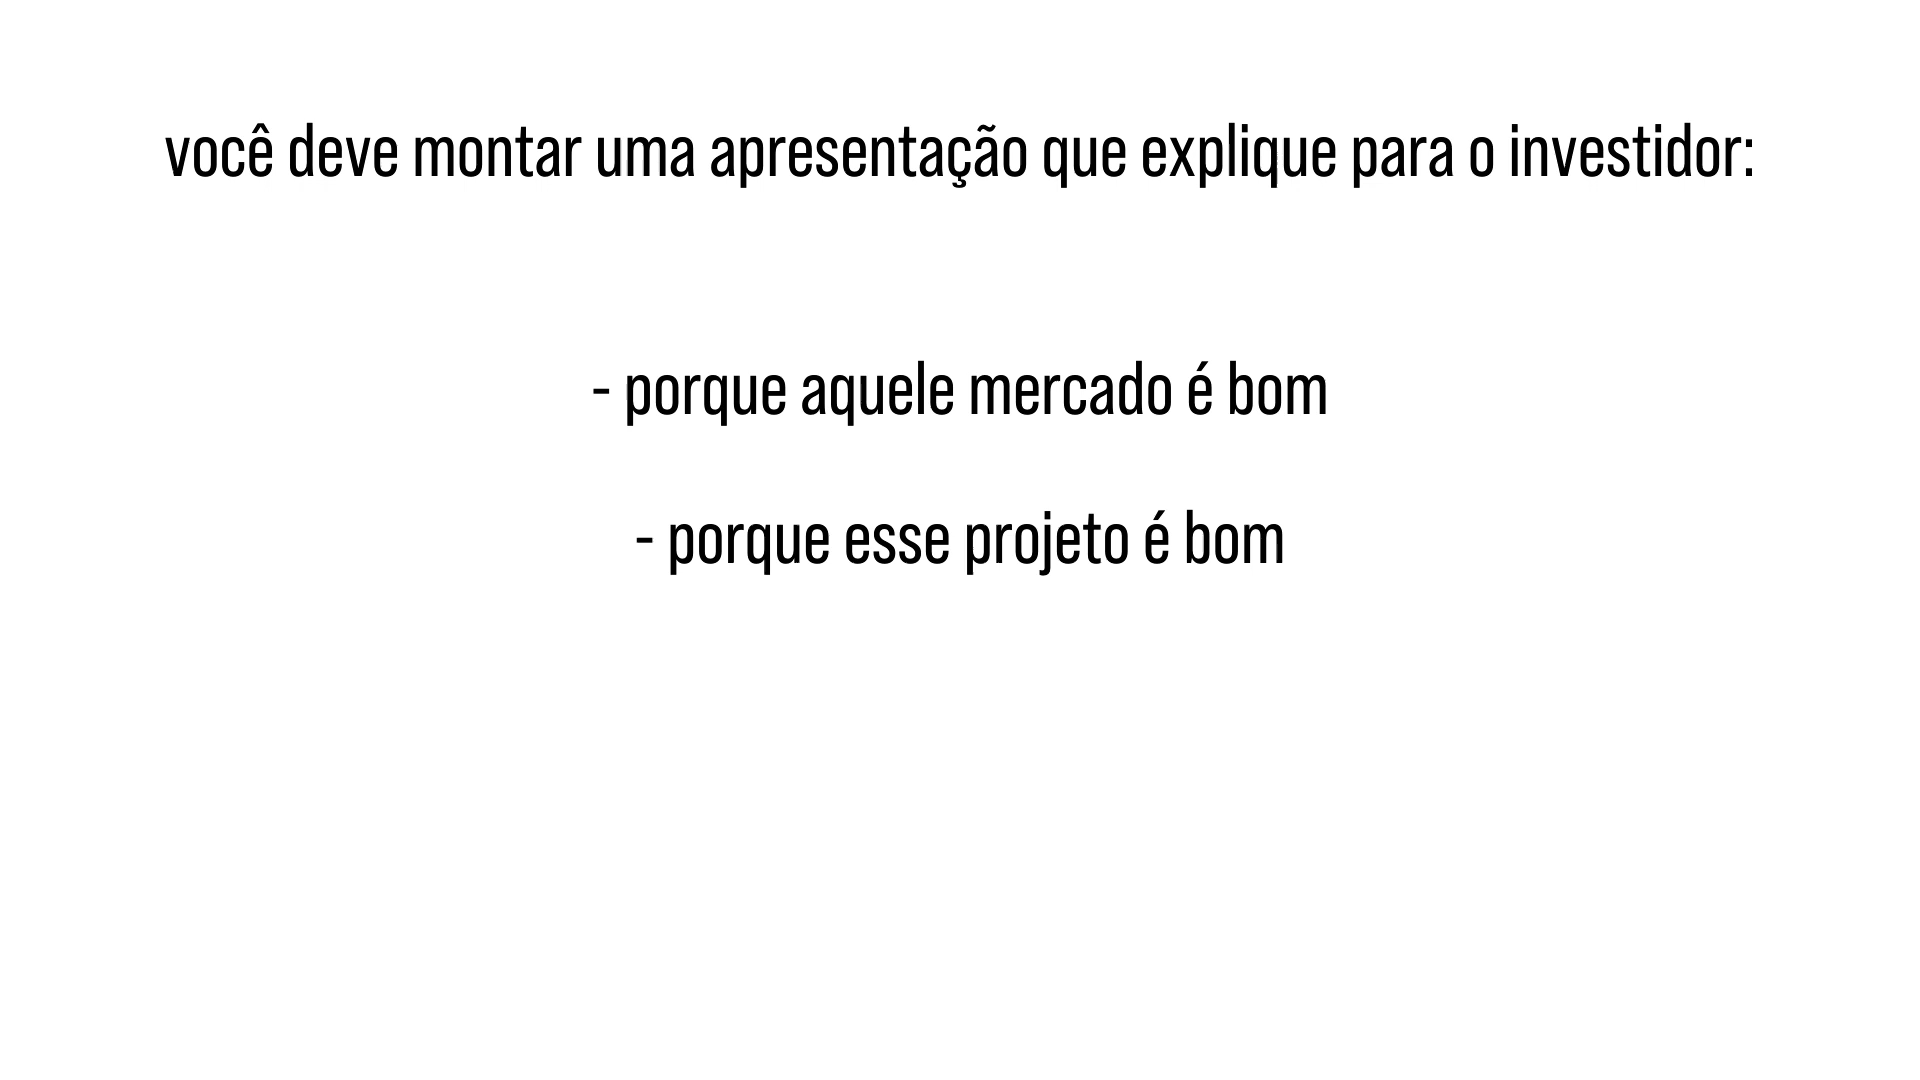 você deve montar uma apresentação que explique para o investidor:
- porque aquele mercado é bom
- porque esse projeto é bom